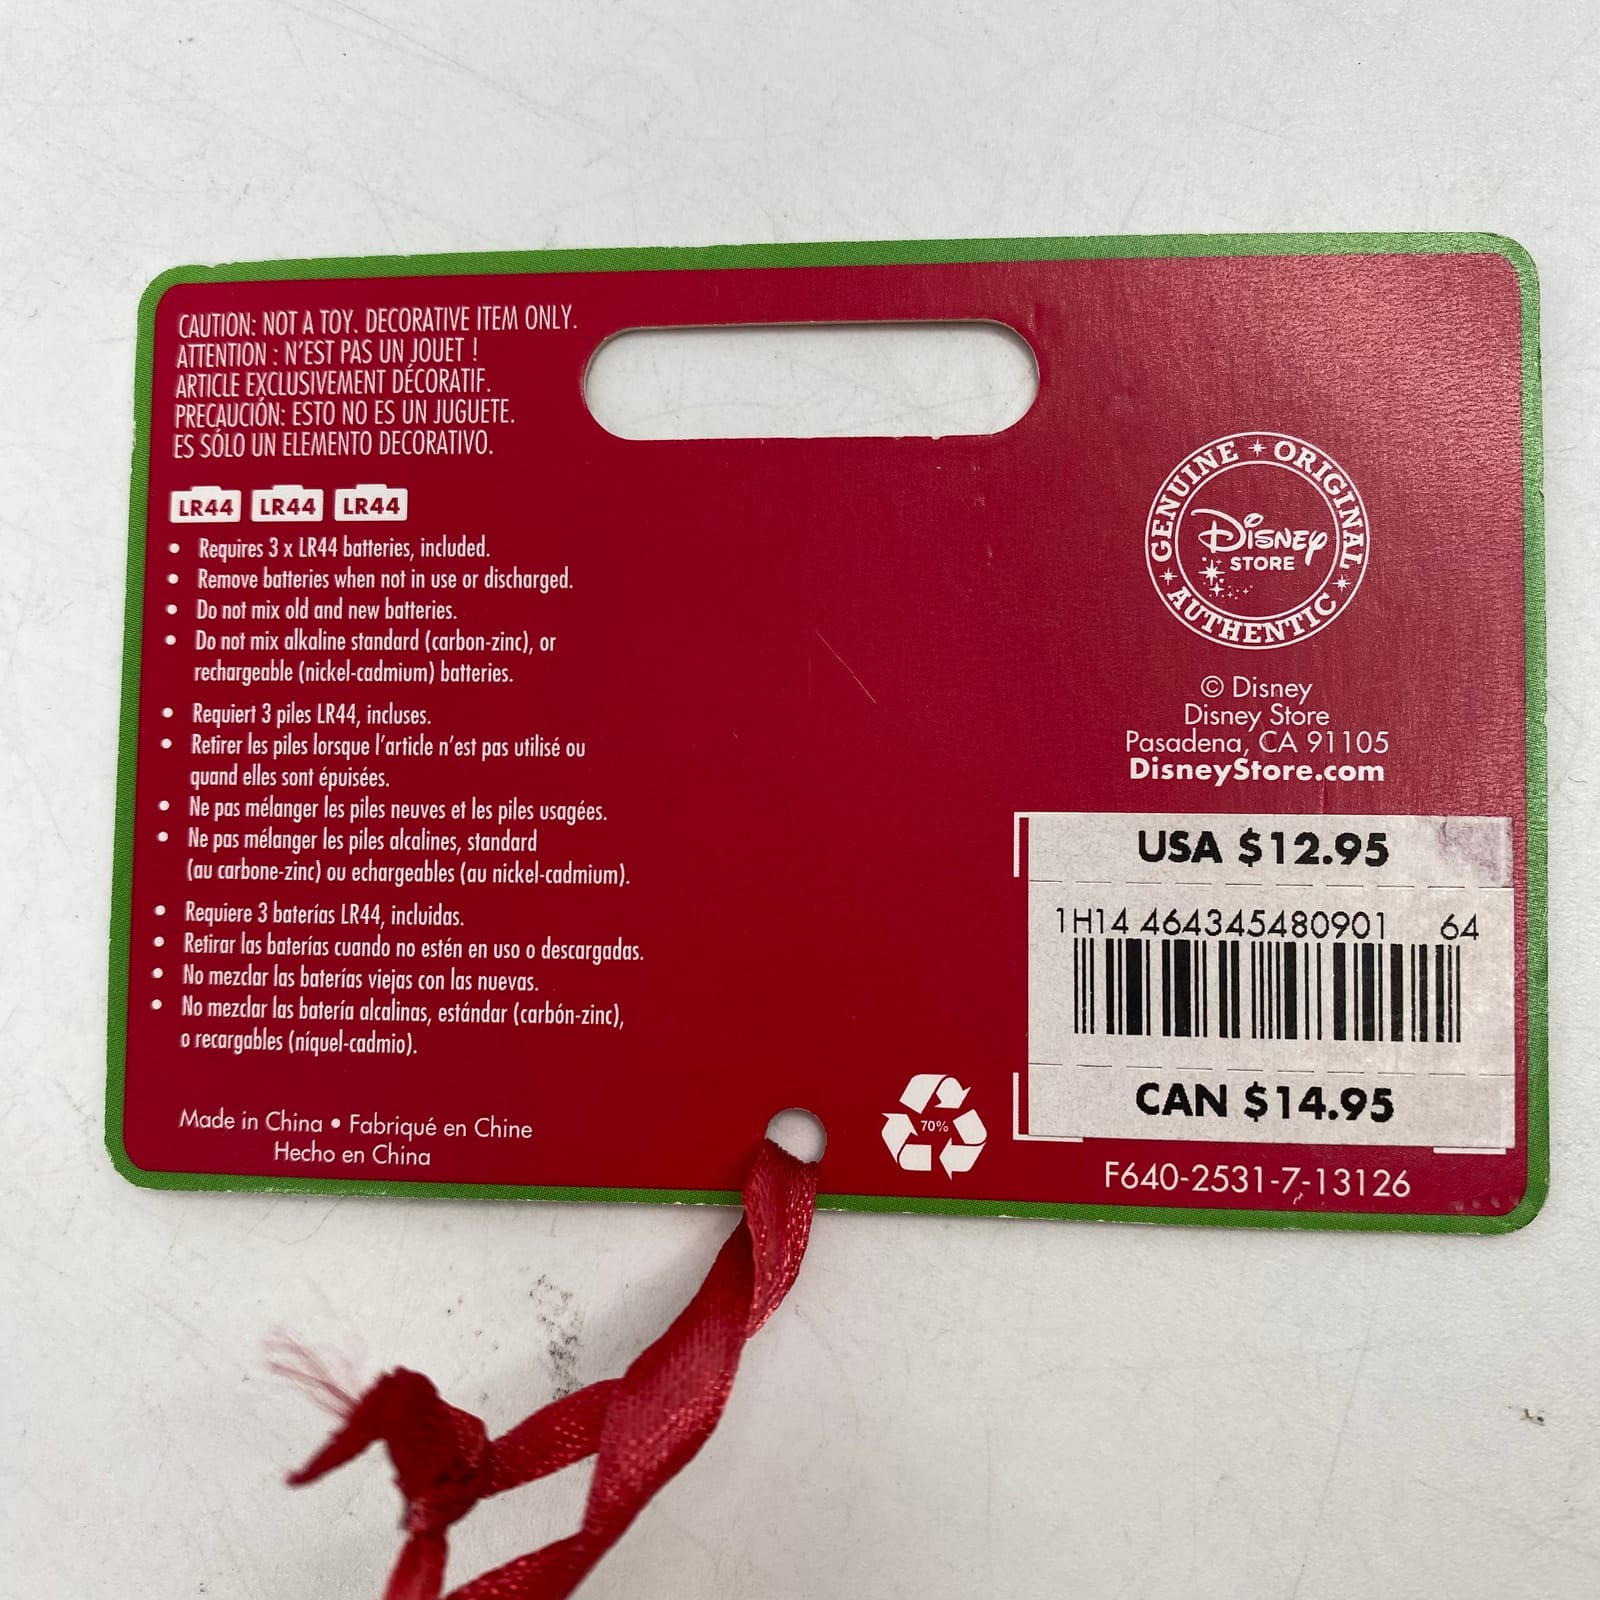 CAUTION: NOT A TOY. DECORATIVE ITEM ONLY.
ATTENTION : N'EST PAS UN JOUET !
ARTICLE EXCLUSIVEMENT DÉCORATIF.
PRECAUCIÓN: ESTO NO ES UN JUGUETE.
ES SÓLO UN ELEMENTO DECORATIVO.
LR44 LR44 LR44
• Requires 3 x LR44 batteries, included.
• Remove batteries when not in use or discharged.
• Do not mix old and new batteries.
• Do not mix alkaline standard (carbon-zinc), or
rechargeable (nickel-cadmium) batteries.
• Requiert 3 piles LR44, incluses.
• Retirer les piles lorsque l'article n'est pas utilisé ou
quand elles sont épuisées.
• Ne pas mélanger les piles neuves et les piles usagées.
• Ne pas mélanger les piles alcalines, standard
(au carbone-zinc) ou echargeables (au nickel-cadmium).
• Requiere 3 baterías LR44, incluidas.
• Retirar las baterías cuando no estén en uso o descargadas.
• No mezclar las baterías viejas con las nuevas.
• No mezclar las batería alcalinas, estándar (carbón-zinc),
o recargables (níquel-cadmio).
Made in China • Fabriqué en Chine
Hecho en China
GENUINE ORIGINAL
AUTHENTIC
Disney
STORE
© Disney
Disney Store
Pasadena, CA 91105
DisneyStore.com
USA $12.95
1H14 464345480901 64
CAN $14.95
70%
F640-2531-7-13126